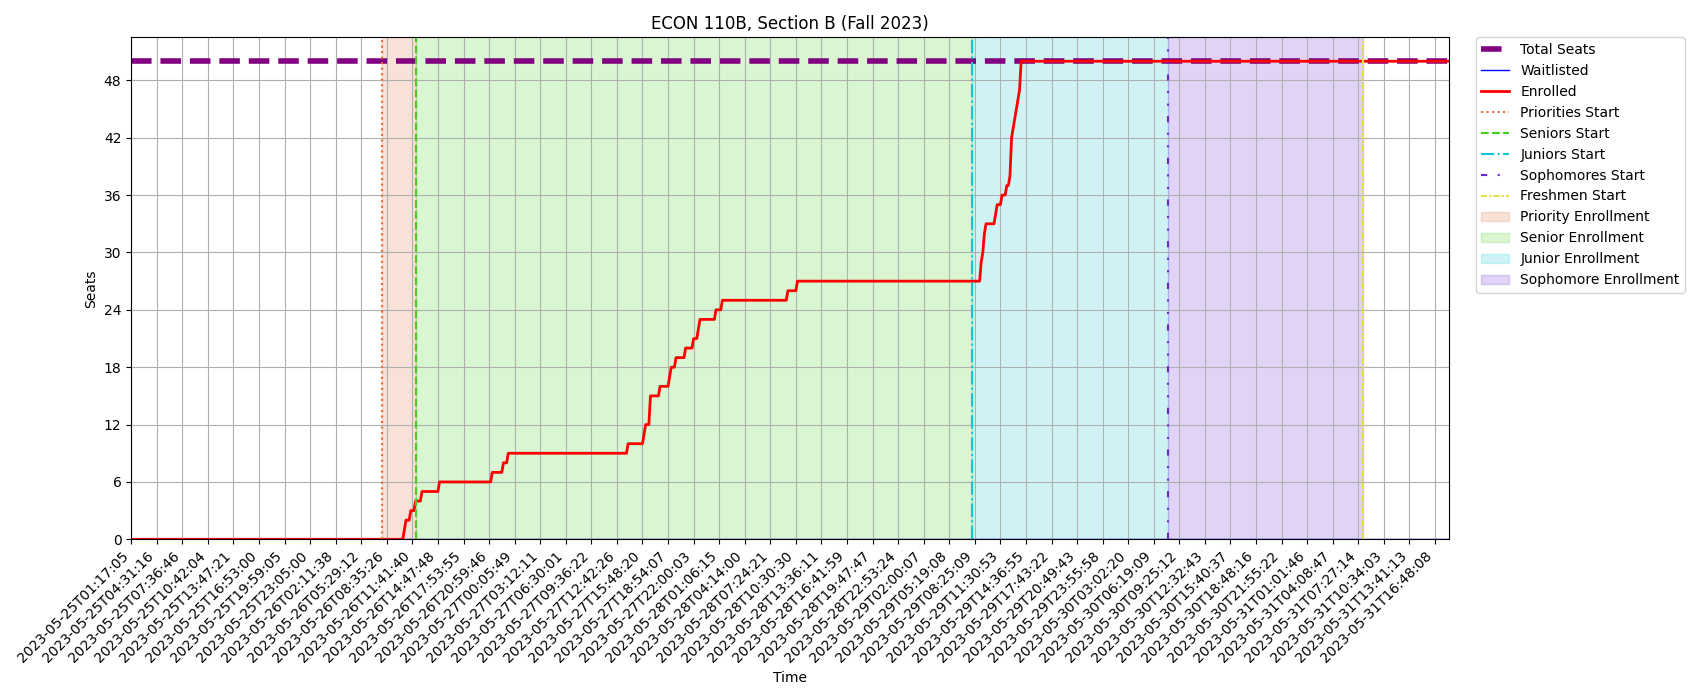 ECON 110B, Section B (Fall 2023)
Seats
48
42
36
30
24
18
12
6
0
2023-05-25T01:17:05
2023-05-25T04:31:16
2023-05-25T07:36:46
2023-05-25T10:42:04
2023-05-25T13:47:21
2023-05-25T16:53:00
2023-05-25T19:59:05
2023-05-25T23:05:00
2023-05-26T02:11:38
2023-05-26T05:29:12
2023-05-26T08:35:26
2023-05-26T11:41:40
2023-05-26T14:47:48
2023-05-26T17:53:55
2023-05-26T20:59:46
2023-05-27T00:05:49
2023-05-27T03:12:11
2023-05-27T06:30:01
2023-05-27T09:36:22
2023-05-27T12:42:26
2023-05-27T15:48:20
2023-05-27T18:54:07
2023-05-27T22:00:03
2023-05-28T01:06:15
2023-05-28T04:14:00
2023-05-28T07:24:21
2023-05-28T10:30:30
2023-05-28T13:36:11
2023-05-28T16:41:59
2023-05-28T19:47:47
2023-05-28T22:53:24
2023-05-29T02:00:07
2023-05-29T05:19:08
2023-05-29T08:25:09
2023-05-29T11:30:53
2023-05-29T14:36:55
2023-05-29T17:43:22
2023-05-29T20:49:43
2023-05-29T23:55:58
2023-05-30T03:02:20
2023-05-30T06:19:09
2023-05-30T09:25:12
2023-05-30T12:32:43
2023-05-30T15:40:37
2023-05-30T18:48:16
2023-05-30T21:55:22
2023-05-31T01:01:46
2023-05-31T04:08:47
2023-05-31T07:27:14
2023-05-31T10:34:03
2023-05-31T13:41:13
2023-05-31T16:48:08
Time
Total Seats
Waitlisted
Enrolled
Priorities Start
Seniors Start
Juniors Start
Sophomores Start
Freshmen Start
Priority Enrollment
Senior Enrollment
Junior Enrollment
Sophomore Enrollment